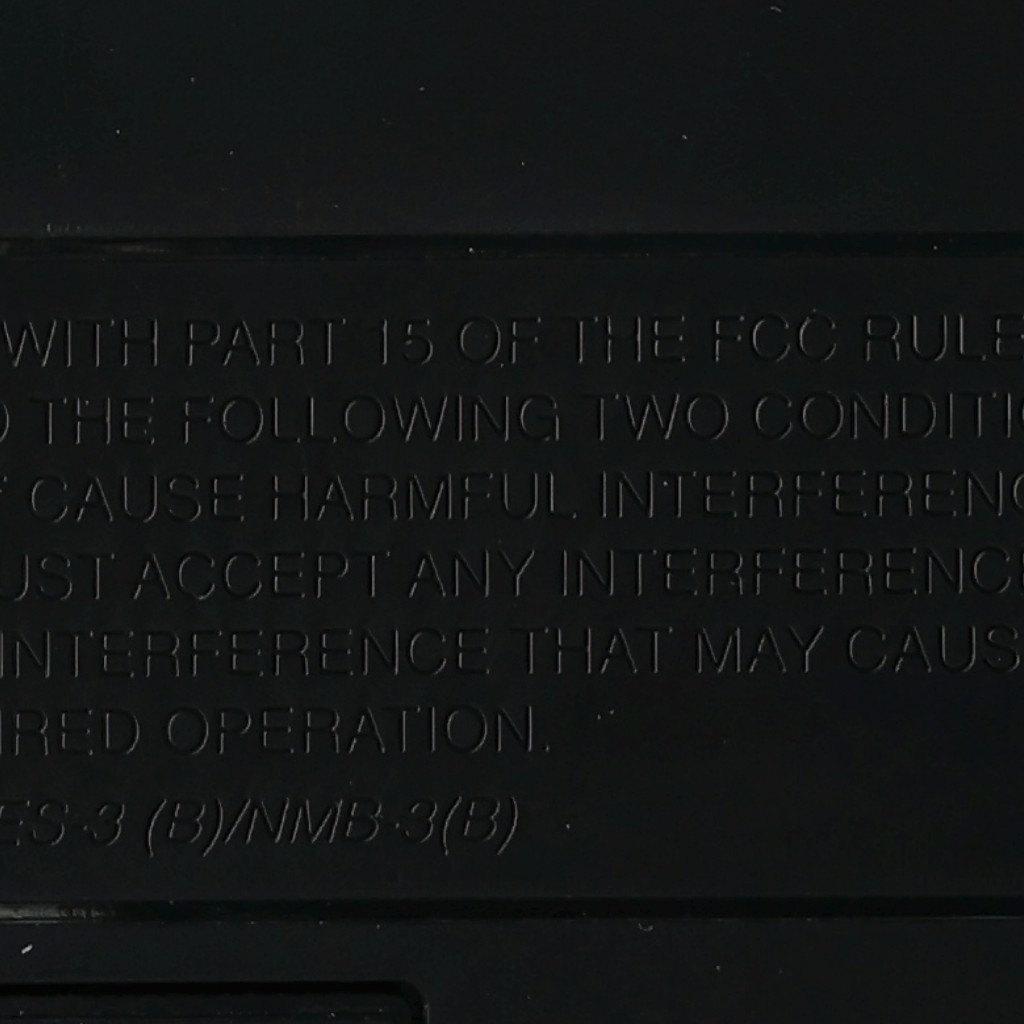 WITH PART 15 OF THE FCC RULE
THE FOLLOWING TWO CONDITI
CAUSE HARMFUL INTERFERENC
UST ACCEPT ANY INTERFERENCE
INTERFERENCE THAT MAY CAUS
IRED OPERATION.
ES-3 (B)/NMB-3(B)